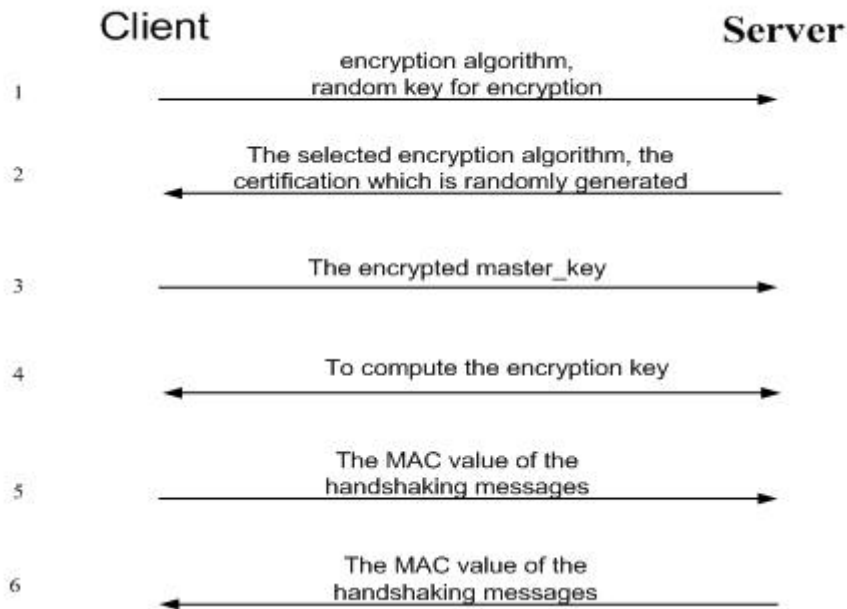 Client
Server
1
encryption algorithm,
random key for encryption
2
The selected encryption algorithm, the
certification which is randomly generated
3
The encrypted master_key
4
To compute the encryption key
5
The MAC value of the
handshaking messages
6
The MAC value of the
handshaking messages